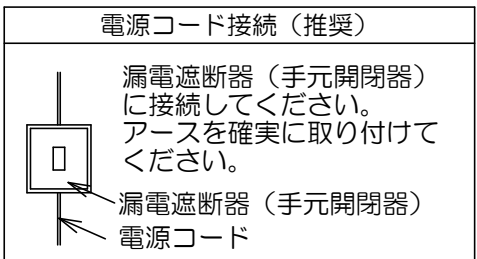 電源コード接続（推奨）
漏電遮断器（手元開閉器）
に接続してください。
アースを確実に取り付けて
ください。
漏電遮断器（手元開閉器）
電源コード